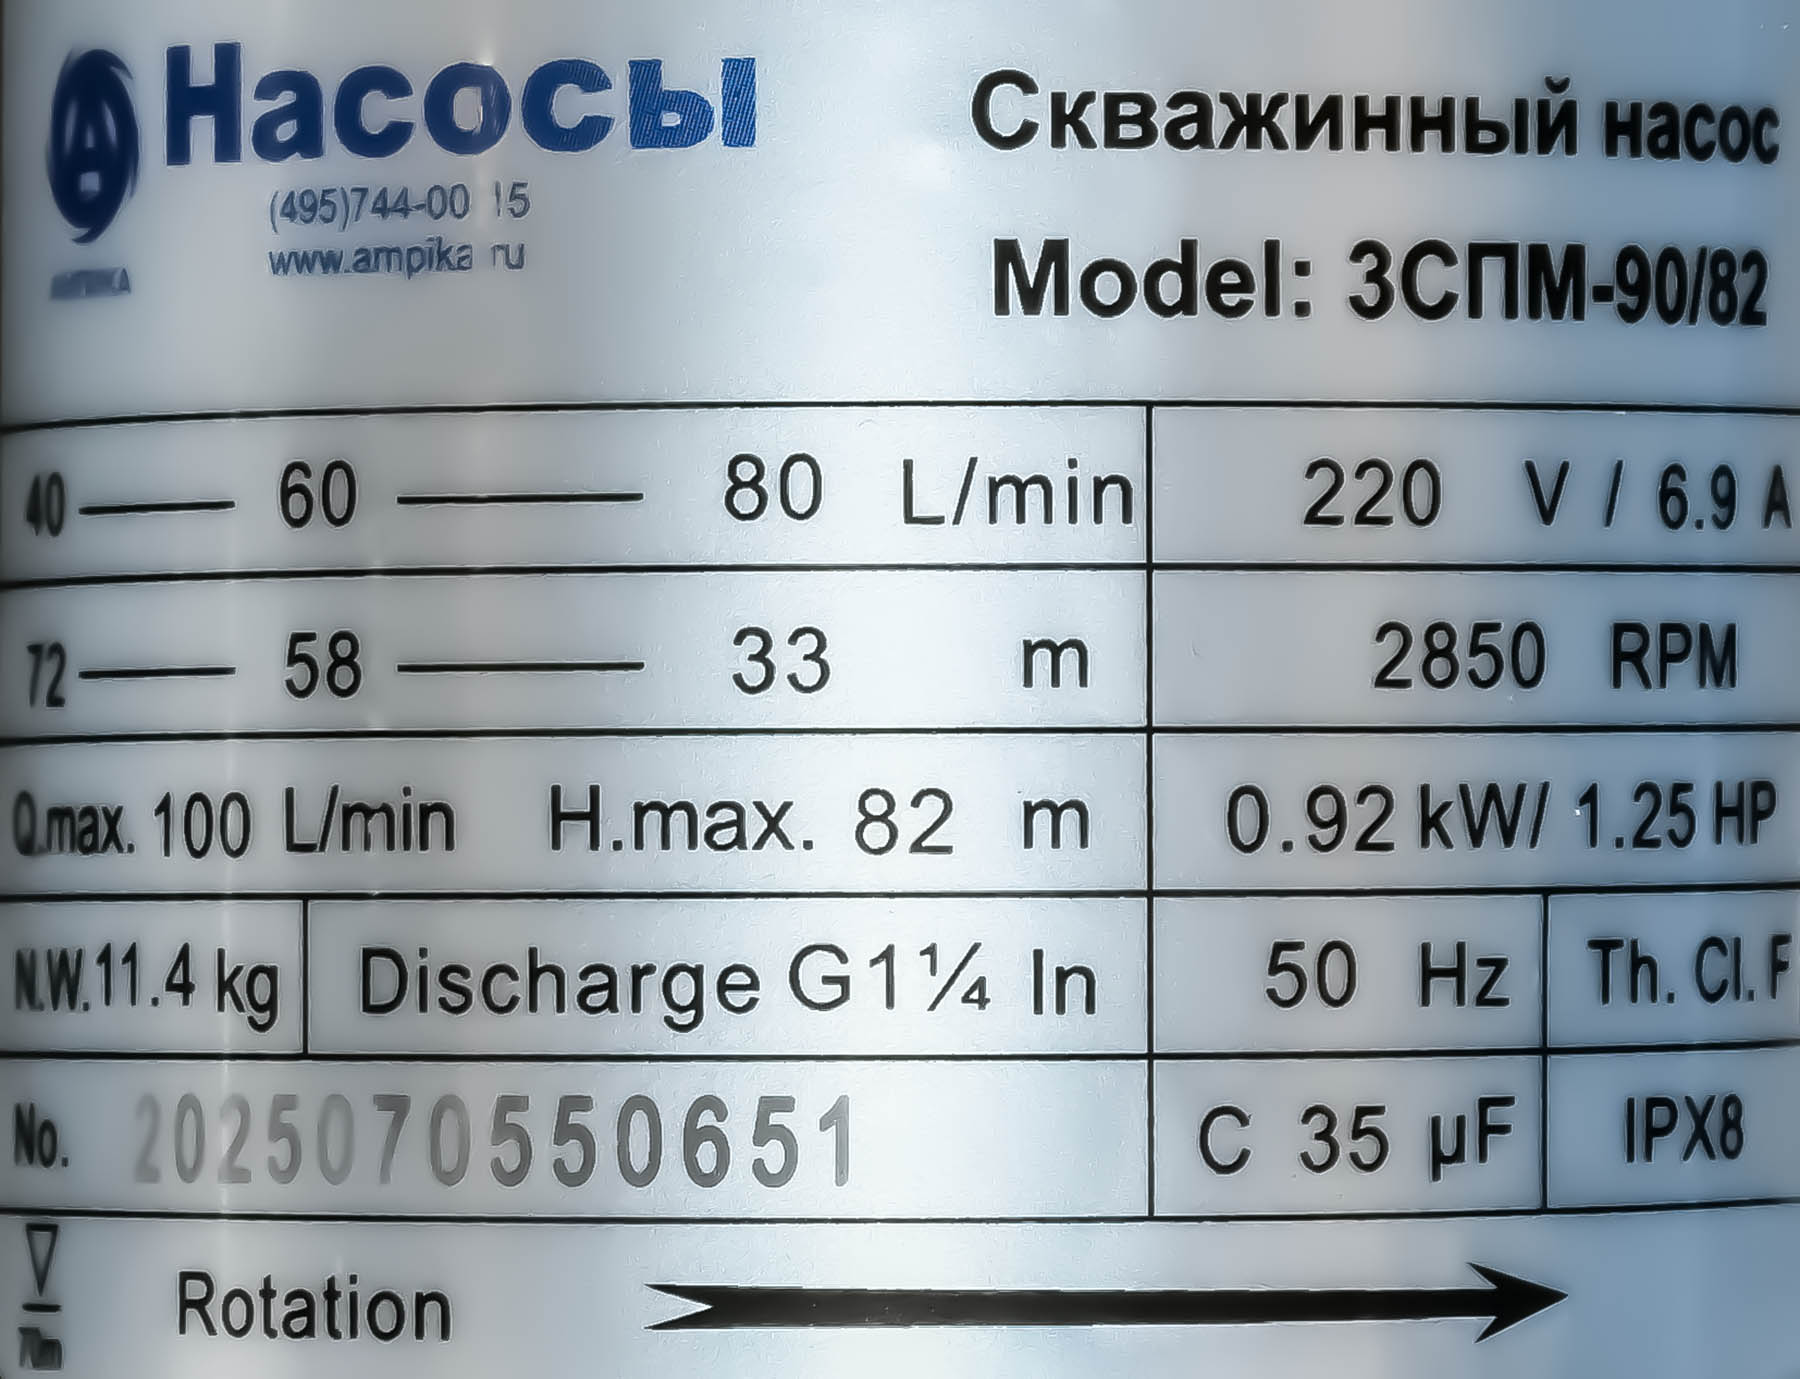 Насосы
(495)744-00 15
www.ampika ru
АМПИКА
Скважинный насос
Model: 3СПМ-90/82
40 — 60 — 80 L/min
220 V / 6.9 A
72 — 58 — 33 m
2850 RPM
Q.max. 100 L/min H.max. 82 m
0.92 kW/ 1.25 HP
N.W.11.4 kg
Discharge G1¼ In
50 Hz
Th. Cl. F
No. 2025070550651
C 35 µF
IPX8
Rotation
70m